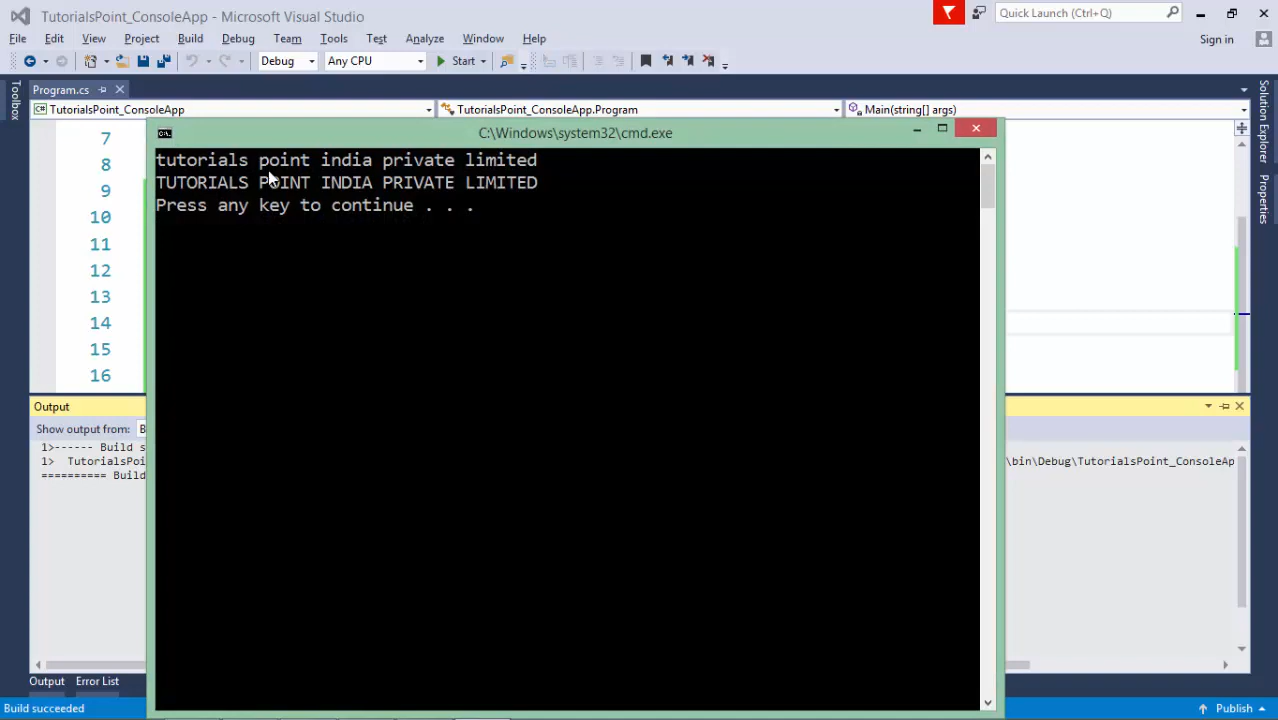 TutorialsPoint_ConsoleApp - Microsoft Visual Studio
Quick Launch (Ctrl+Q)
File Edit View Project Build Debug Team Tools Test Analyze Window Help
Sign in
Debug Any CPU Start
Toolbox
Program.cs
TutorialsPoint_ConsoleApp TutorialsPoint_ConsoleApp.Program Main(string[] args)
Solution Explorer
Properties
7
8
9
10
11
12
13
14
15
16
C:\Windows\system32\cmd.exe
tutorials point india private limited
TUTORIALS POINT INDIA PRIVATE LIMITED
Press any key to continue . . .
Output
Show output from: B
1>------ Build s
1> TutorialsPoi \bin\Debug\TutorialsPoint_ConsoleAp
========== Build
Output Error List
Build succeeded
Publish